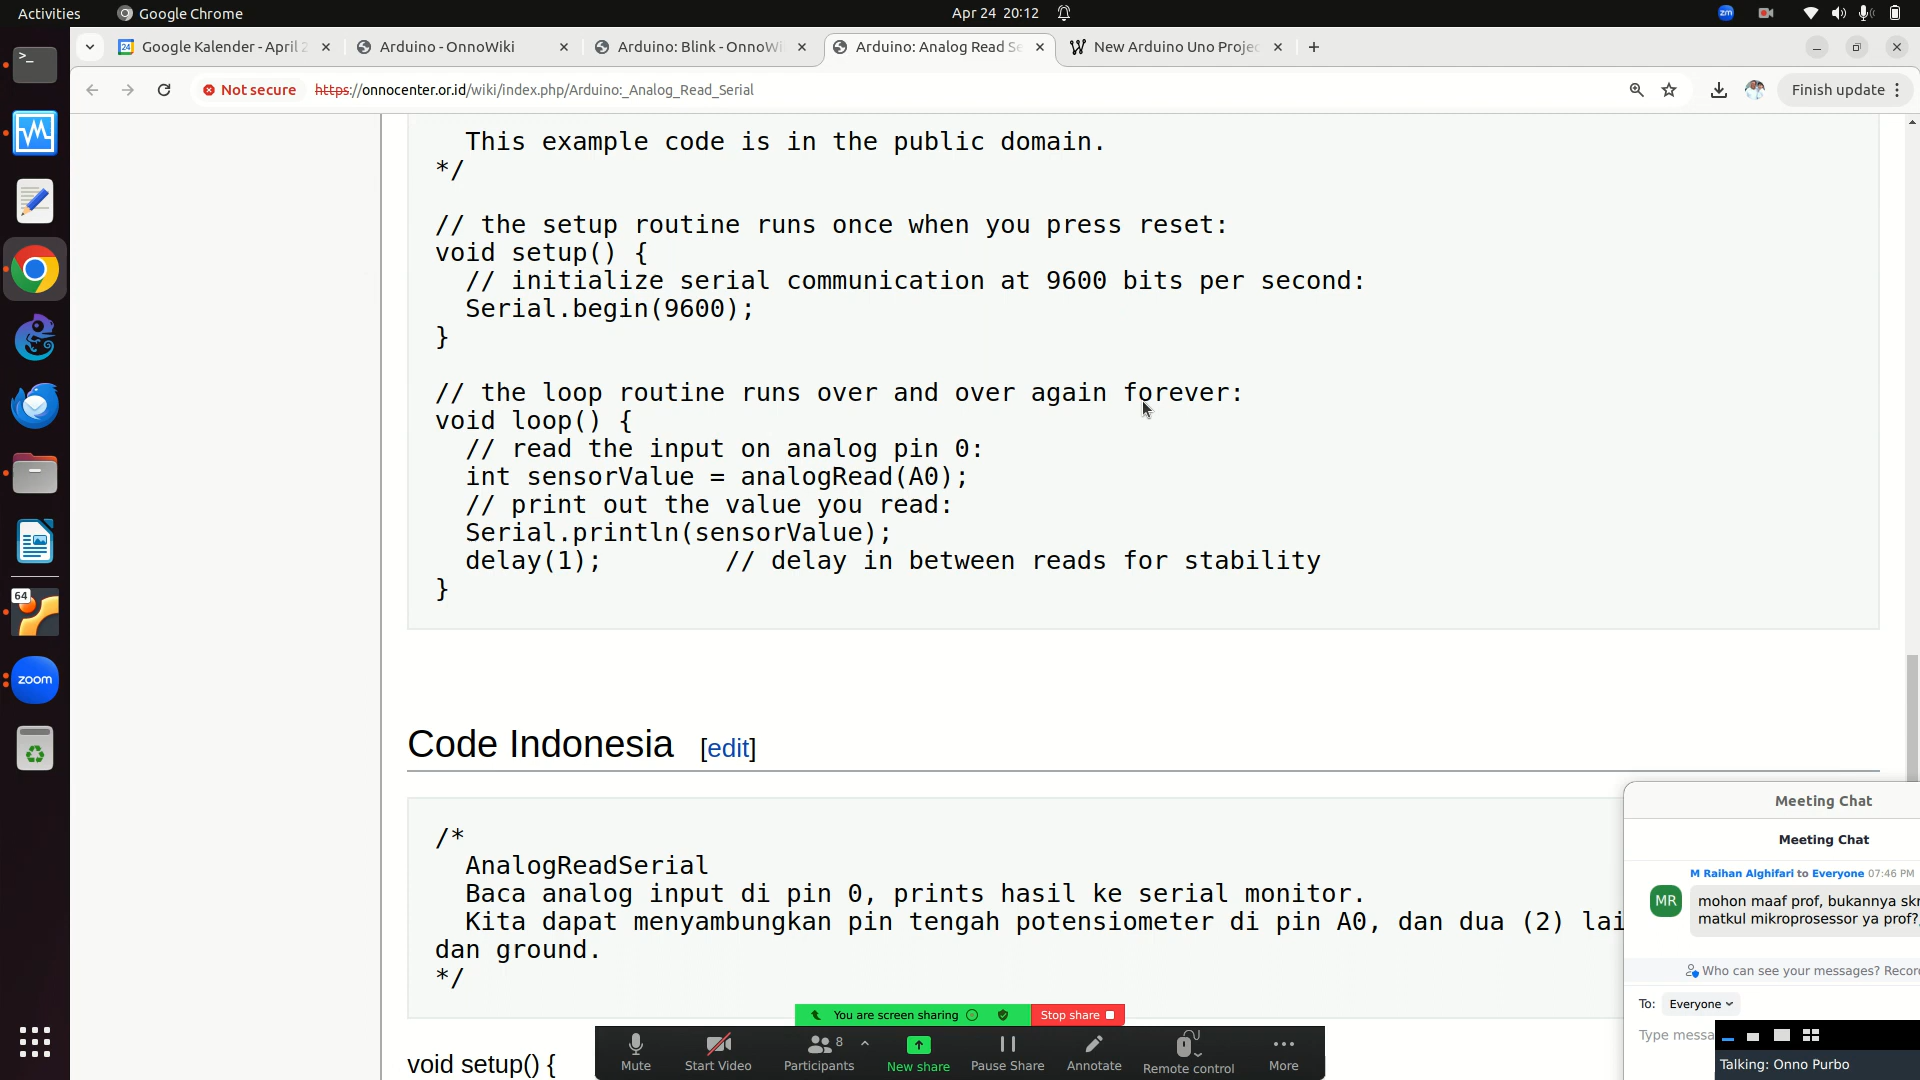 Activities
Google Chrome
Apr 24 20:12
zm
Google Kalender - April 2
Arduino - OnnoWiki
Arduino: Blink - OnnoWi
Arduino: Analog Read Se
New Arduino Uno Projec
Not secure
https://onnocenter.or.id/wiki/index.php/Arduino:_Analog_Read_Serial
Finish update
This example code is in the public domain.
*/
// the setup routine runs once when you press reset:
void setup() {
// initialize serial communication at 9600 bits per second:
Serial.begin(9600);
}
// the loop routine runs over and over again forever:
void loop() {
// read the input on analog pin 0:
int sensorValue = analogRead(A0);
// print out the value you read:
Serial.println(sensorValue);
delay(1);        // delay in between reads for stability
}
64
zoom
Code Indonesia [edit]
/*
AnalogReadSerial
Baca analog input di pin 0, prints hasil ke serial monitor.
Kita dapat menyambungkan pin tengah potensiometer di pin A0, dan dua (2) lai
dan ground.
*/
void setup() {
Meeting Chat
Meeting Chat
M Raihan Alghifari to Everyone 07:46 PM
MR
mohon maaf prof, bukannya skr
matkul mikroprosessor ya prof?
Who can see your messages? Recor
To: Everyone
Type messa
Talking: Onno Purbo
You are screen sharing
Stop share
Mute
Start Video
Participants
8
New share
Pause Share
Annotate
Remote control
More